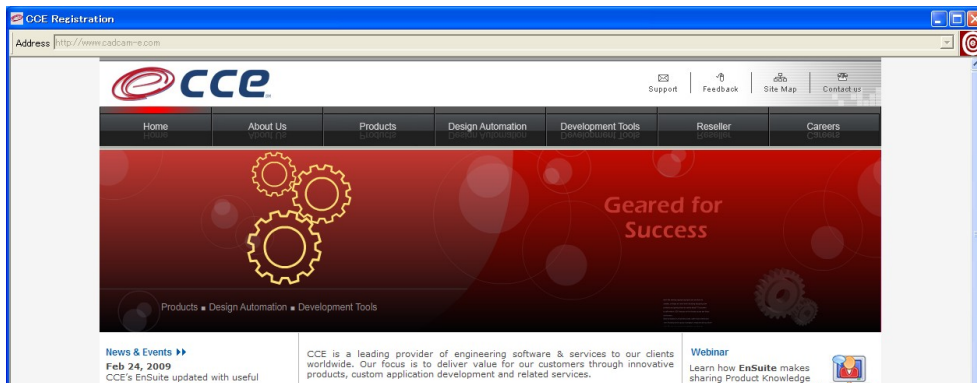 CCE Registration
Address http://www.cadcam-e.com
cce
Support Feedback Site Map Contact us
Home About Us Products Design Automation Development Tools Reseller Careers
Geared for
Success
Products ■ Design Automation ■ Development Tools
News & Events
Feb 24, 2009
CCE's EnSuite updated with useful
CCE is a leading provider of engineering software & services to our clients
worldwide. Our focus is to deliver value for our customers through innovative
products, custom application development and related services.
Webinar
Learn how EnSuite makes
sharing Product Knowledge